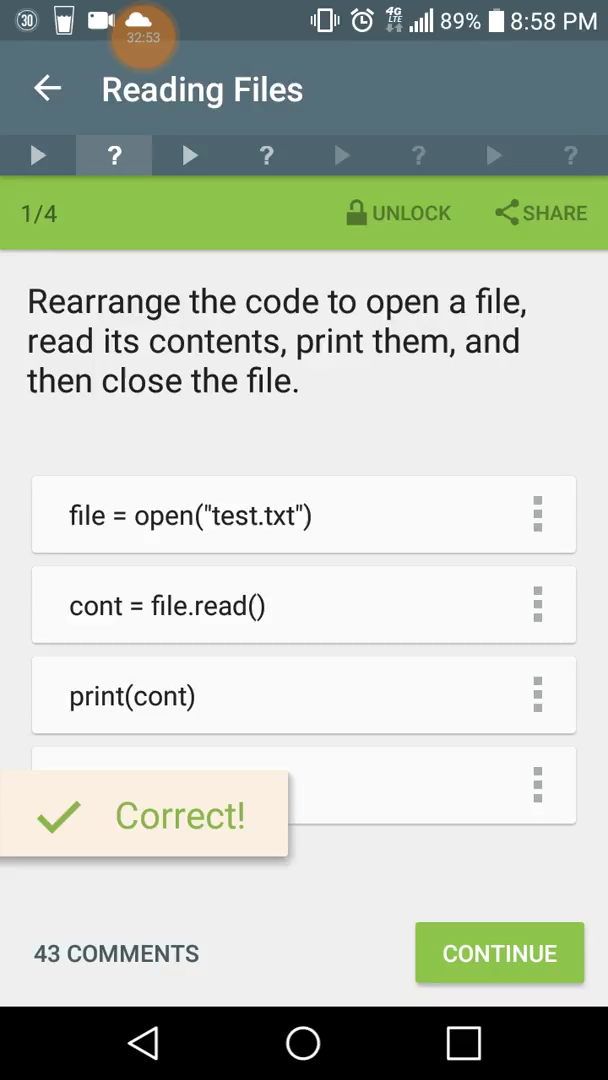 30 32:53 4G LTE 89% 8:58 PM
Reading Files
? ? ? ?
1/4 UNLOCK SHARE
Rearrange the code to open a file,
read its contents, print them, and
then close the file.
file = open("test.txt")
cont = file.read()
print(cont)
Correct!
43 COMMENTS CONTINUE